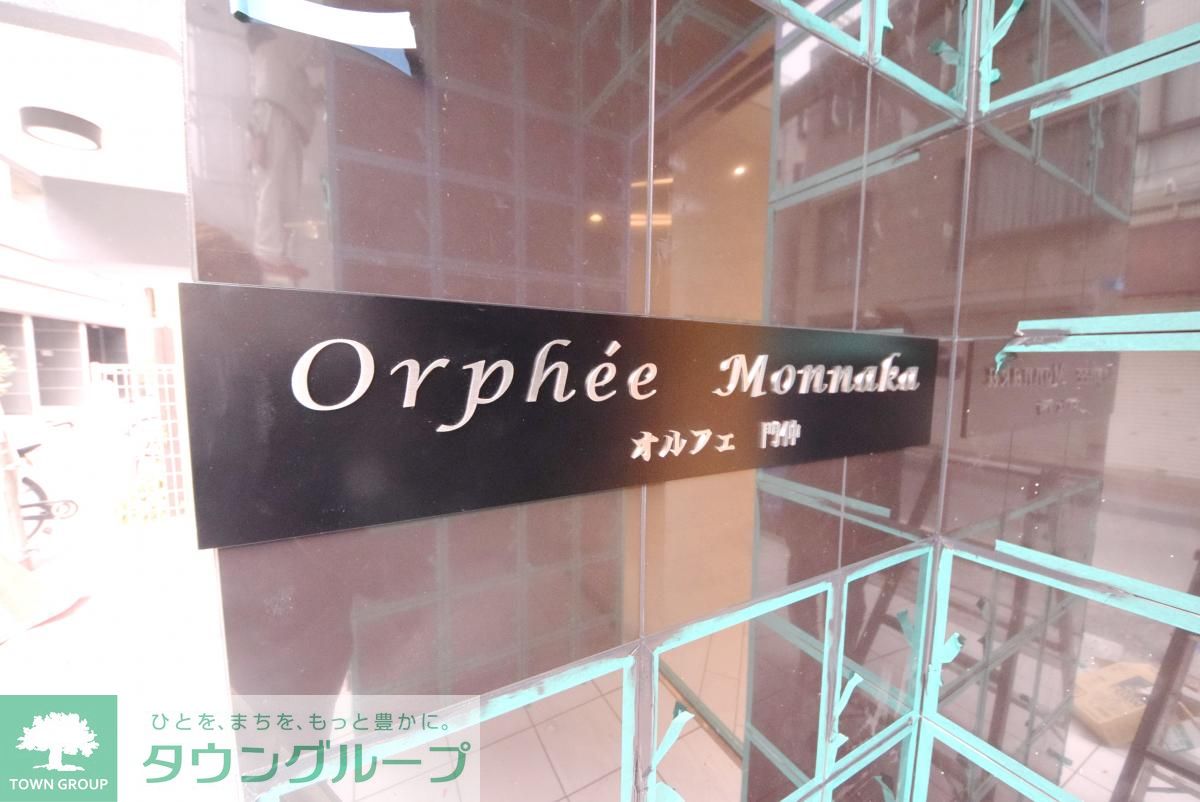 Orphée Monnaka
オルフェ 門仲
ひとを、まちを、もっと豊かに。
タウングループ
TOWN GROUP